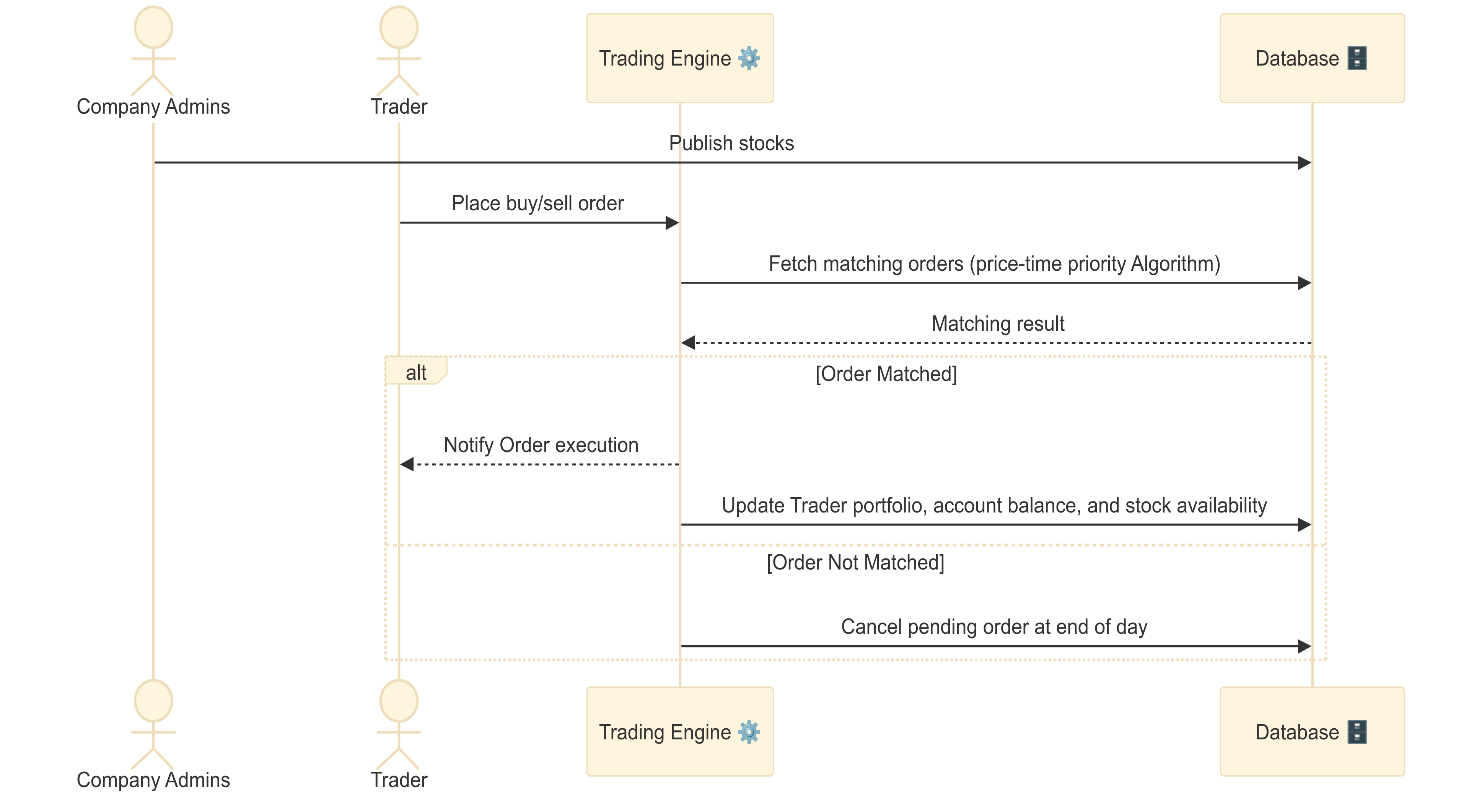 Company Admins
Trader
Trading Engine ⚙️
Database 🗄️
Publish stocks
Place buy/sell order
Fetch matching orders (price-time priority Algorithm)
Matching result
alt
[Order Matched]
Notify Order execution
Update Trader portfolio, account balance, and stock availability
[Order Not Matched]
Cancel pending order at end of day
Company Admins
Trader
Trading Engine ⚙️
Database 🗄️